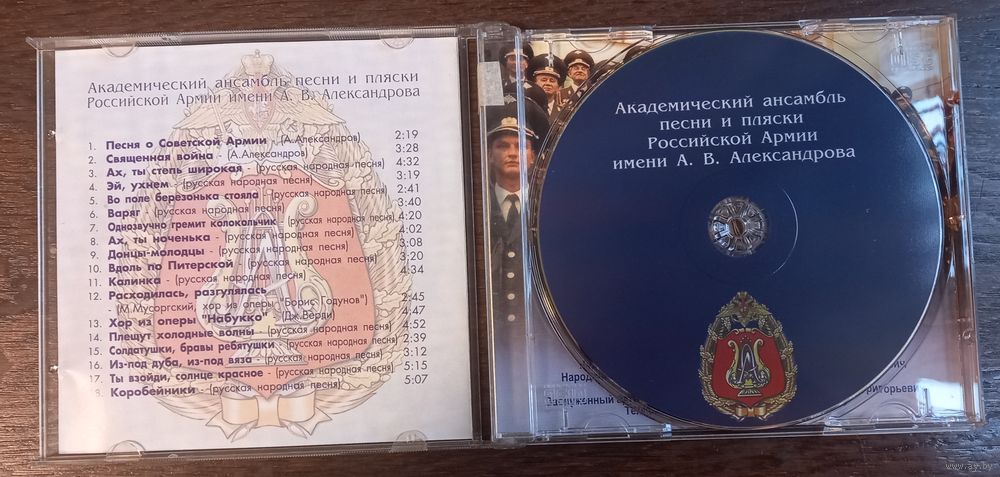 Академический ансамбль песни и пляски
Российской Армии имени А. В. Александрова
1. Песня о Советской Армии - (А.Александров) 2:19
2. Священная война - (А.Александров) 3:28
3. Ах, ты степь широкая - (русская народная песня) 4:32
4. Эй, ухнем - (русская народная песня) 3:19
5. Во поле березонька стояла - (русская народная песня) 2:41
6. Варяг - (русская народная песня) 3:40
7. Однозвучно гремит колокольчик - (русская народная песня) 4:20
8. Ах, ты ноченька - (русская народная песня) 4:02
9. Донцы-молодцы - (русская народная песня) 3:08
10. Вдоль по Питерской - (русская народная песня) 3:20
11. Калинка - (русская народная песня) 4:34
12. Расходилась, разгулялась
- (М.Мусоргский, хор из оперы "Борис Годунов") 2:45
13. Хор из оперы "Набукко" - (Дж.Верди) 4:47
14. Плещут холодные волны - (русская народная песня) 4:52
15. Солдатушки, бравы ребятушки - (русская народная песня) 2:39
16. Из-под дуба, из-под вяза - (русская народная песня) 3:12
17. Ты взойди, солнце красное - (русская народная песня) 5:15
18. Коробейники - (русская народная песня) 5:07
Академический ансамбль
песни и пляски
Российской Армии
имени А. В. Александрова
Народ
Заслуженный
www.ay.by